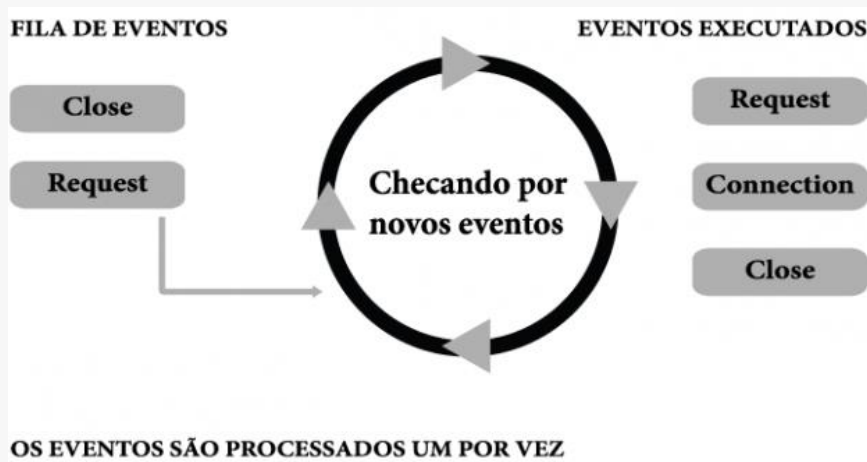 FILA DE EVENTOS
EVENTOS EXECUTADOS
Close
Request
Checando por
novos eventos
Request
Connection
Close
OS EVENTOS SÃO PROCESSADOS UM POR VEZ